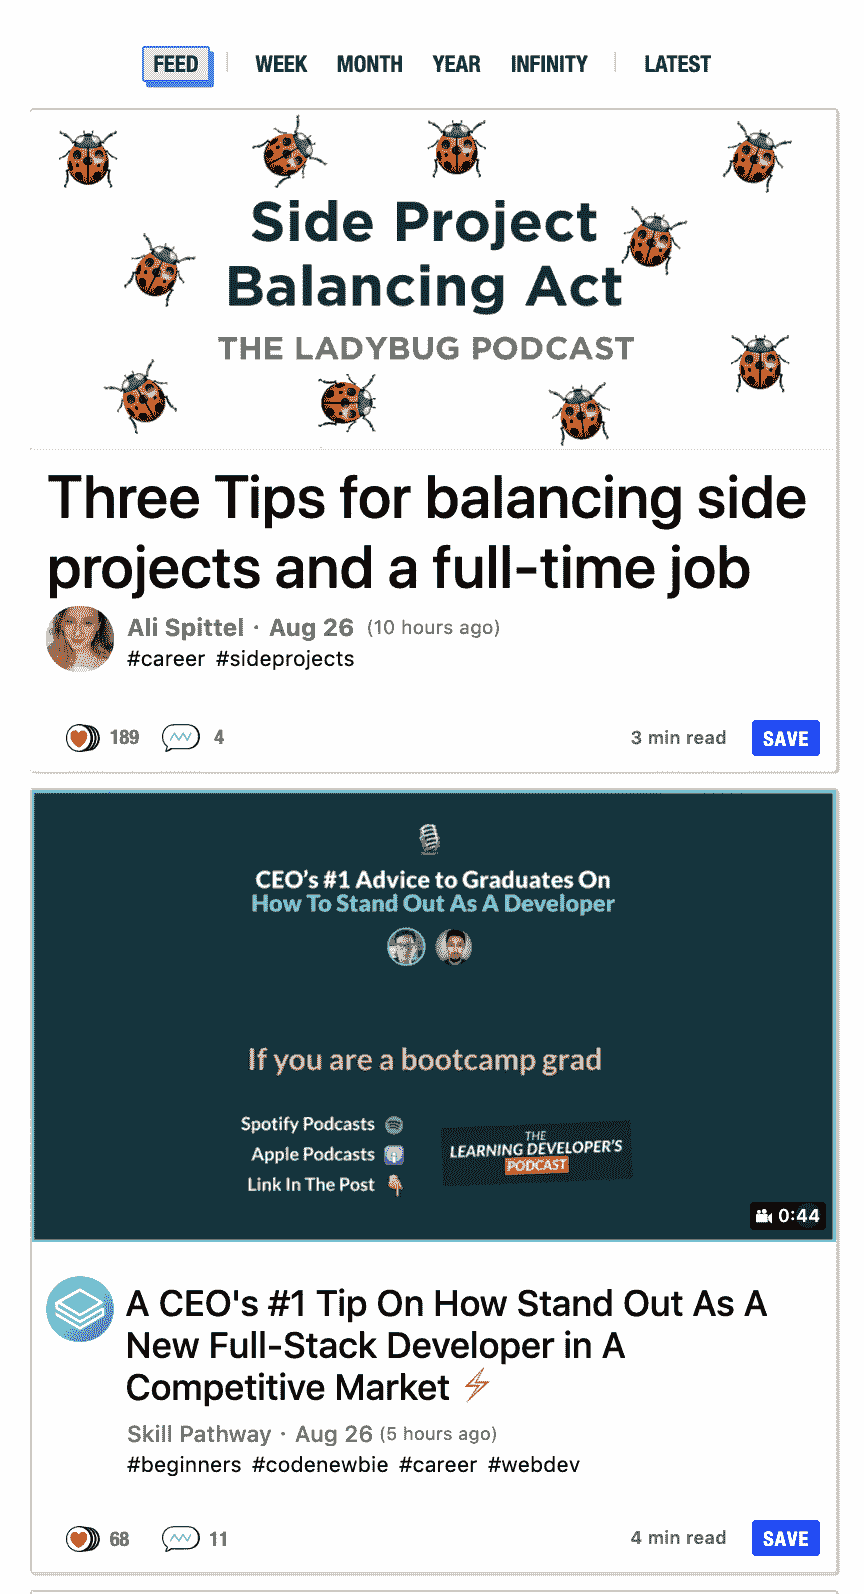 FEED WEEK MONTH YEAR INFINITY LATEST
Side Project
Balancing Act
THE LADYBUG PODCAST
Three Tips for balancing side
projects and a full-time job
Ali Spittel · Aug 26 (10 hours ago)
#career #sideprojects
189 4 3 min read SAVE
CEO's #1 Advice to Graduates On
How To Stand Out As A Developer
If you are a bootcamp grad
Spotify Podcasts
Apple Podcasts
Link In The Post
THE
LEARNING DEVELOPER'S
PODCAST
0:44
A CEO's #1 Tip On How Stand Out As A
New Full-Stack Developer in A
Competitive Market ⚡
Skill Pathway · Aug 26 (5 hours ago)
#beginners #codenewbie #career #webdev
68 11 4 min read SAVE